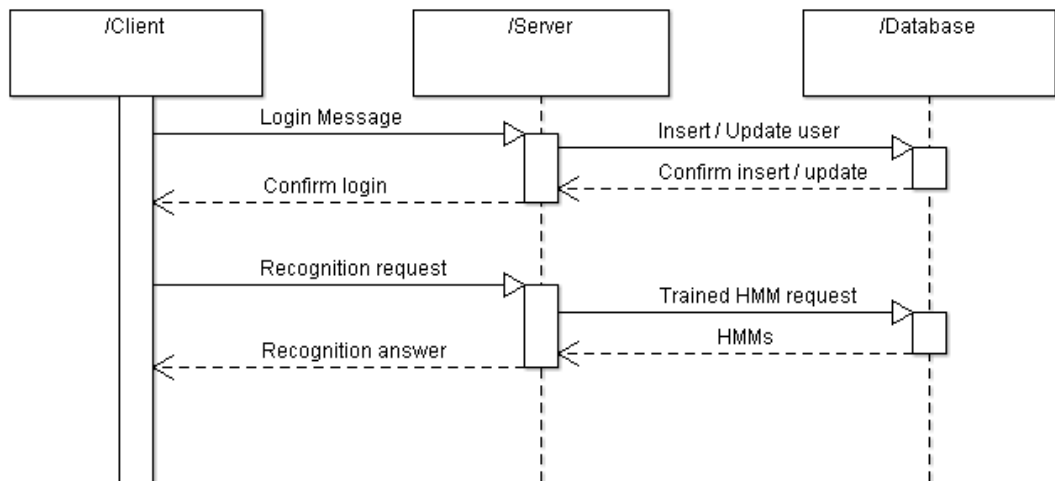 /Client
/Server
/Database
Login Message
Insert / Update user
Confirm insert / update
Confirm login
Recognition request
Trained HMM request
HMMs
Recognition answer